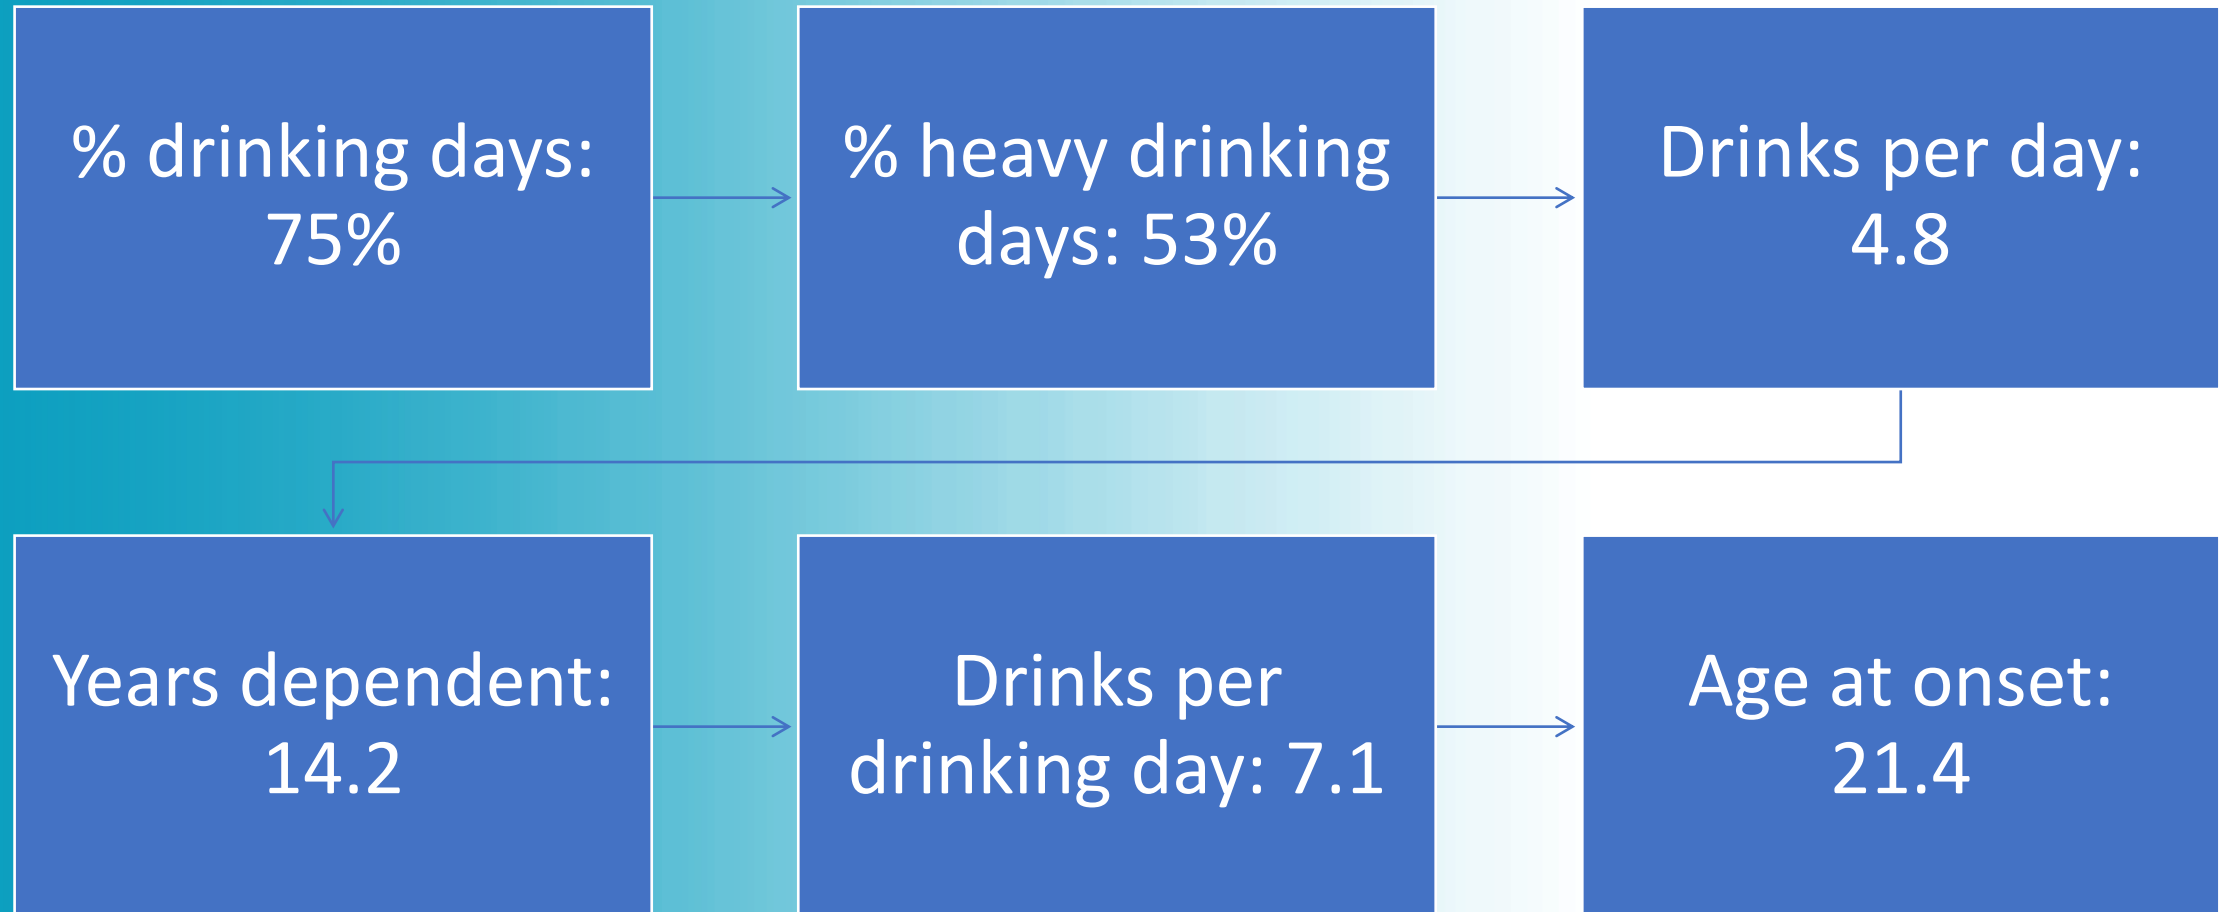 % drinking days:
75%
% heavy drinking
days: 53%
Drinks per day:
4.8
Years dependent:
14.2
Drinks per
drinking day: 7.1
Age at onset:
21.4